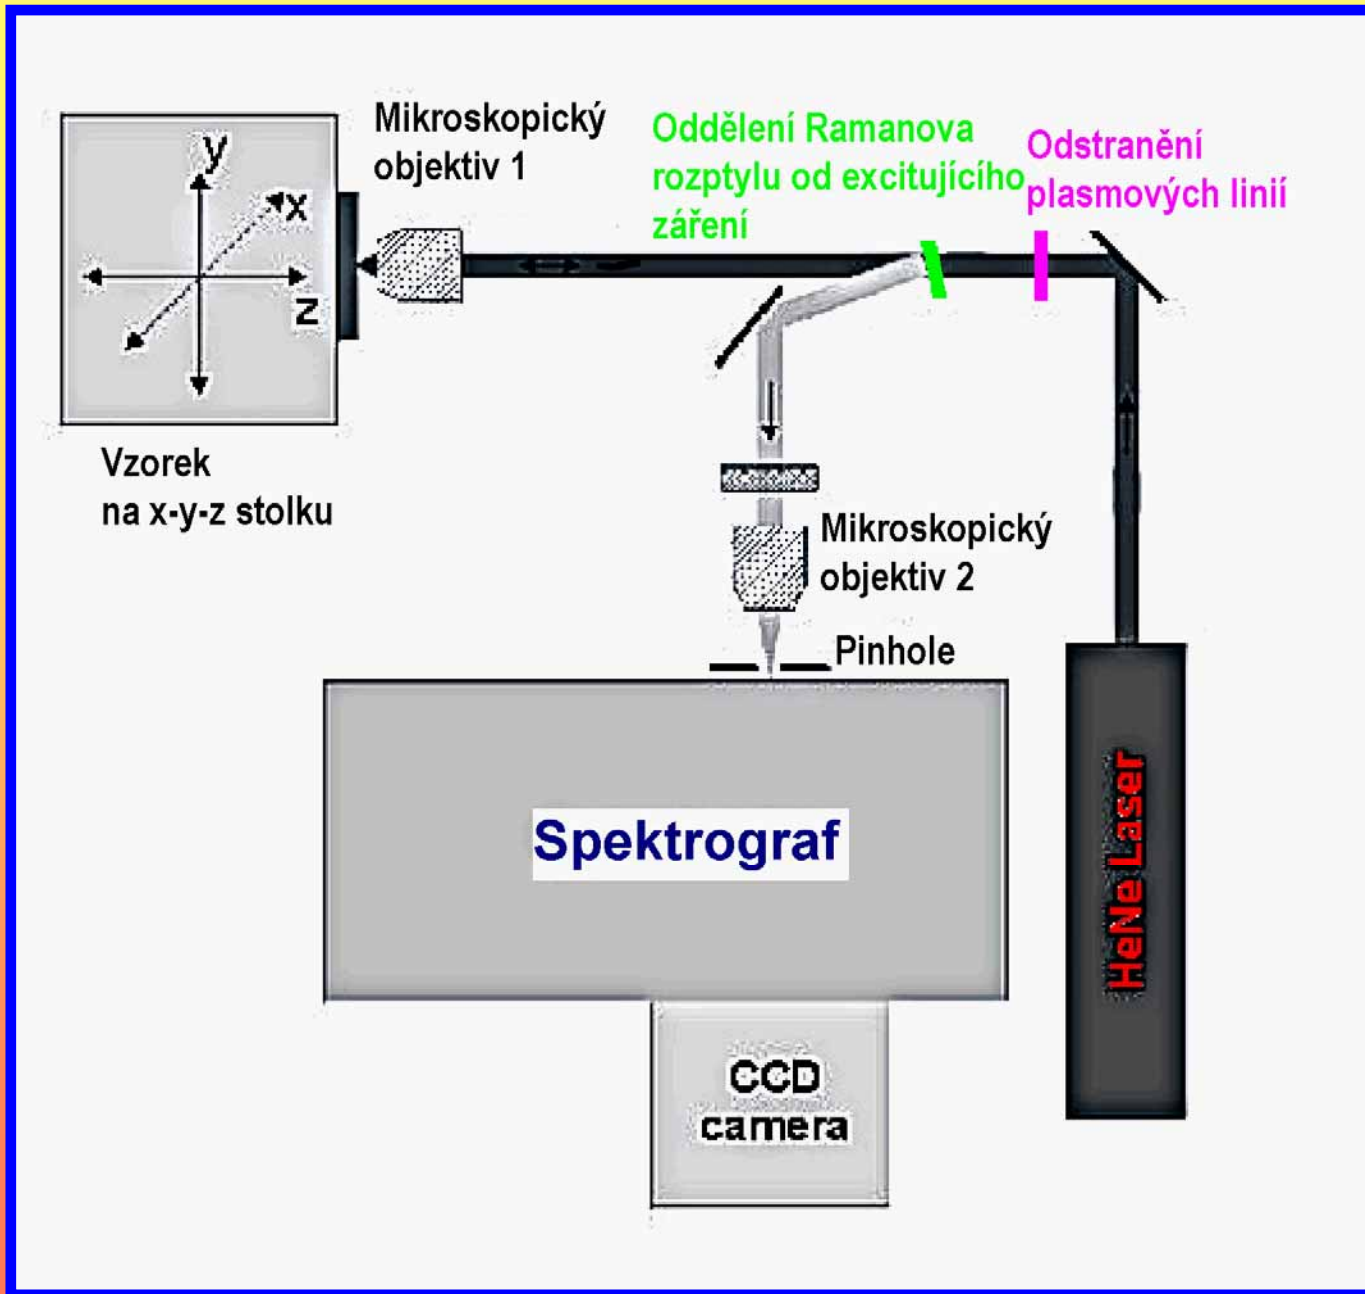 Mikroskopický
objektiv 1
Oddělení Ramanova
rozptylu od excitujícího
záření
Odstranění
plasmových linií
y
x
z
Vzorek
na x-y-z stolku
Mikroskopický
objektiv 2
Pinhole
Spektrograf
HeNe Laser
CCD
camera